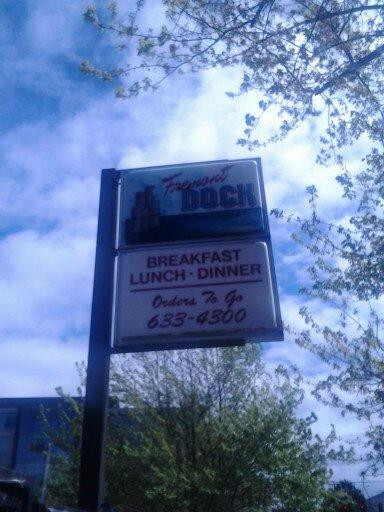 Fremont
DOCK
BREAKFAST
LUNCH · DINNER
Orders To Go
633-4300